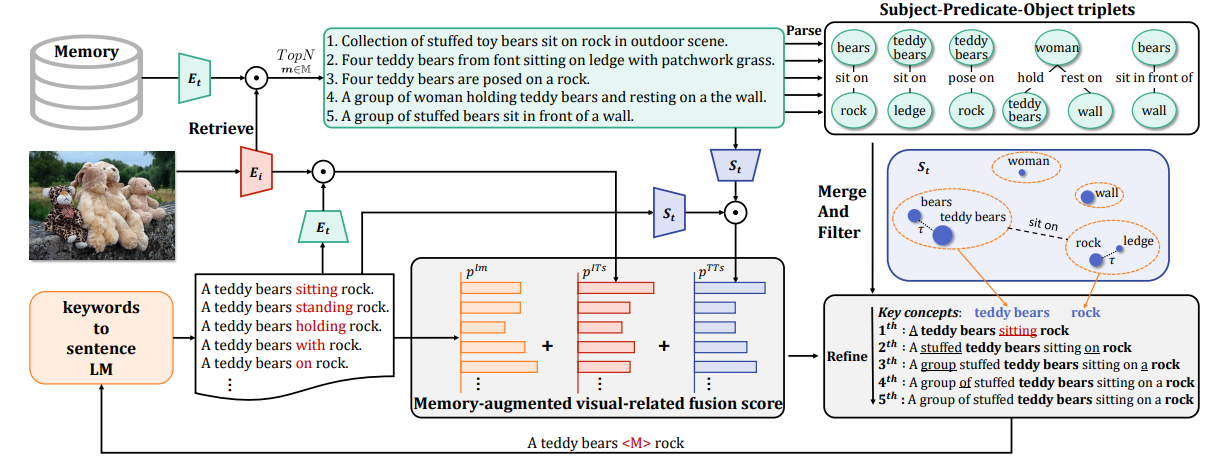 Subject-Predicate-Object triplets
Memory
E_t
TopN
m∈𝕄
Retrieve
1. Collection of stuffed toy bears sit on rock in outdoor scene.
2. Four teddy bears from font sitting on ledge with patchwork grass.
3. Four teddy bears are posed on a rock.
4. A group of woman holding teddy bears and resting on a the wall.
5. A group of stuffed bears sit in front of a wall.
Parse
bears
sit on
rock
teddy bears
sit on
ledge
teddy bears
pose on
rock
woman
hold
rest on
teddy bears
wall
bears
sit in front of
wall
E_i
E_t
S_t
S_t
Merge
And
Filter
S_t
woman
wall
bears
teddy bears
τ
sit on
rock
ledge
τ
keywords
to
sentence
LM
A teddy bears sitting rock.
A teddy bears standing rock.
A teddy bears holding rock.
A teddy bears with rock.
A teddy bears on rock.
⋮
p^{lm}
p^{ITs}
p^{TTs}
+
+
⋮
⋮
⋮
Memory-augmented visual-related fusion score
Refine
Key concepts: teddy bears rock
1^{th} : A teddy bears sitting rock
2^{th} : A stuffed teddy bears sitting on rock
3^{th} : A group stuffed teddy bears sitting on a rock
4^{th} : A group of stuffed teddy bears sitting on a rock
5^{th} : A group of stuffed teddy bears sitting on a rock
A teddy bears <M> rock